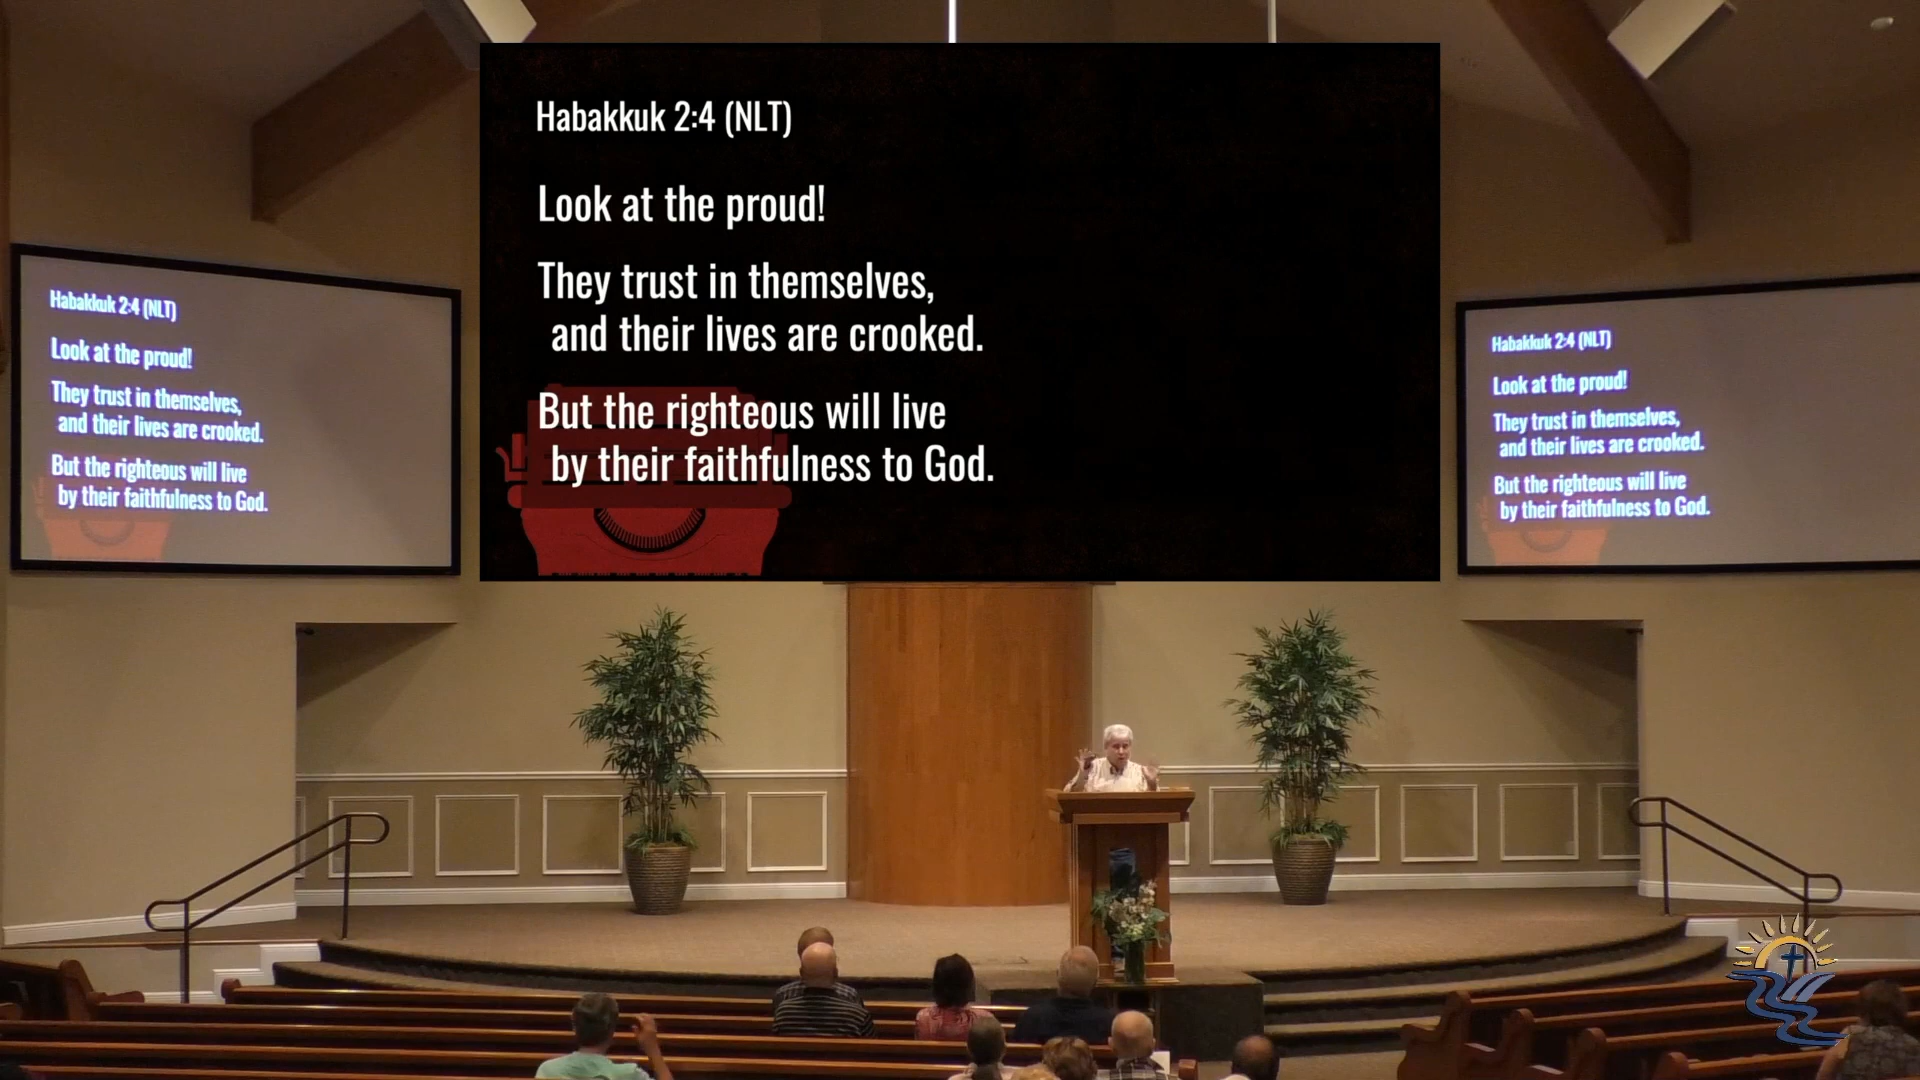 Habakkuk 2:4 (NLT)
Look at the proud!
They trust in themselves,
and their lives are crooked.
But the righteous will live
by their faithfulness to God.
Habakkuk 2:4 (NLT)
Look at the proud!
They trust in themselves,
and their lives are crooked.
But the righteous will live
by their faithfulness to God.
Habakkuk 2:4 (NLT)
Look at the proud!
They trust in themselves,
and their lives are crooked.
But the righteous will live
by their faithfulness to God.